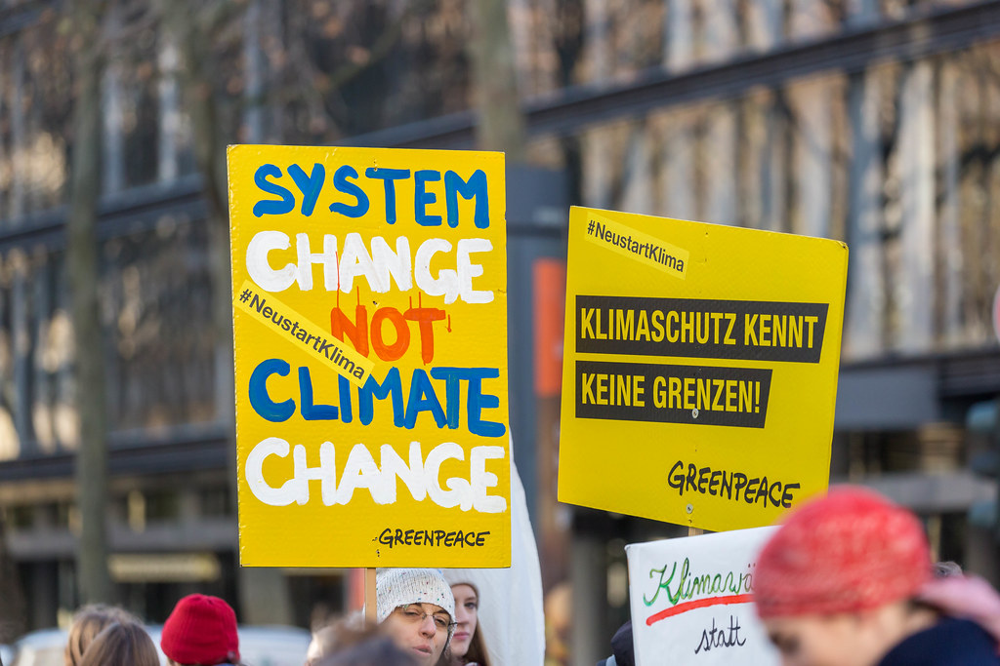 SYSTEM
CHANGE
NOT
#NeustartKlima
CLIMATE
CHANGE
GREENPEACE
#NeustartKlima
KLIMASCHUTZ KENNT
KEINE GRENZEN!
GREENPEACE
statt